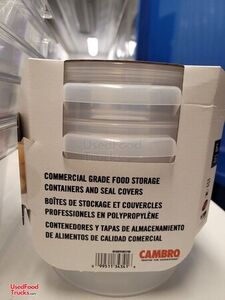 COMMERCIAL GRADE FOOD STORAGE
CONTAINERS AND SEAL COVERS
BOÎTES DE STOCKAGE ET COUVERCLES
PROFESSIONNELS EN POLYPROPYLÈNE
CONTENEDORES Y TAPAS DE ALMACENAMIENTO
DE ALIMENTOS DE CALIDAD COMERCIAL
CAMBRO
UsedFood
Trucks.com